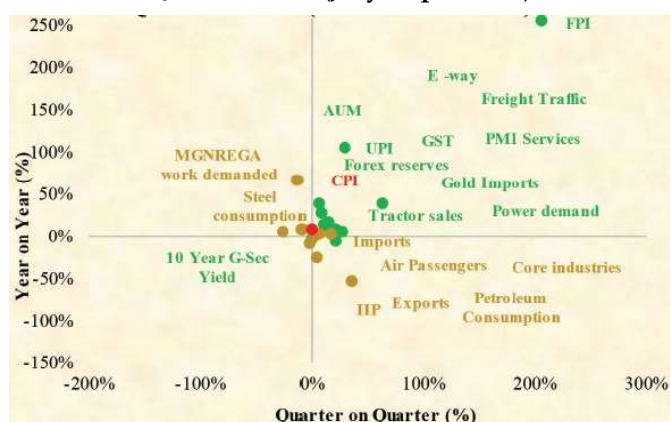 250%
FPI
200%
E -way
Freight Traffic
150%
AUM
GST
PMI Services
UPI
100%
MGNREGA
work demanded
Forex reserves
CPI
Gold Imports
50%
Steel
consumption
Tractor sales
Power demand
0%
Imports
10 Year G-Sec
Yield
Air Passengers
Core industries
-50%
IIP
Exports
Petroleum
Consumption
-100%
-150%
-200%
-100%
0%
100%
200%
300%
Year on Year (%)
Quarter on Quarter (%)